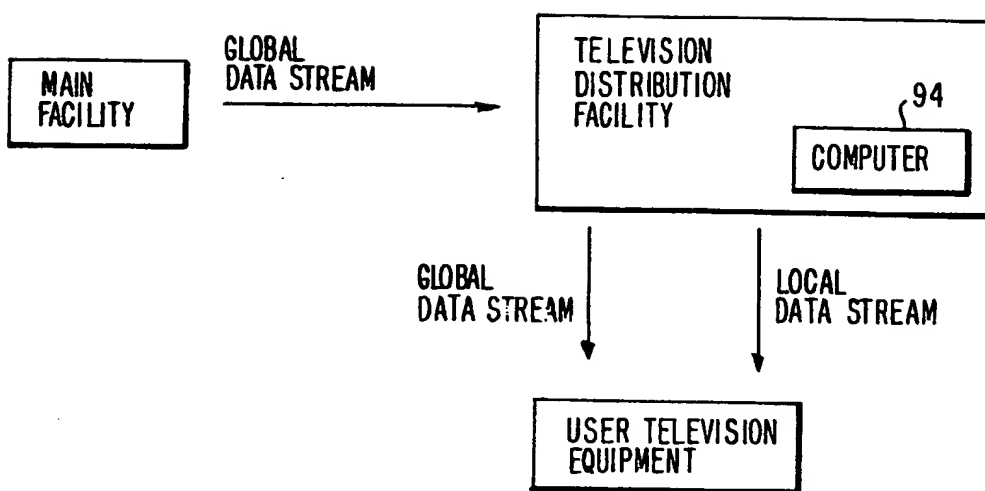 MAIN
FACILITY
GLOBAL
DATA STREAM
TELEVISION
DISTRIBUTION
FACILITY
94
COMPUTER
GLOBAL
DATA STREAM
LOCAL
DATA STREAM
USER TELEVISION
EQUIPMENT